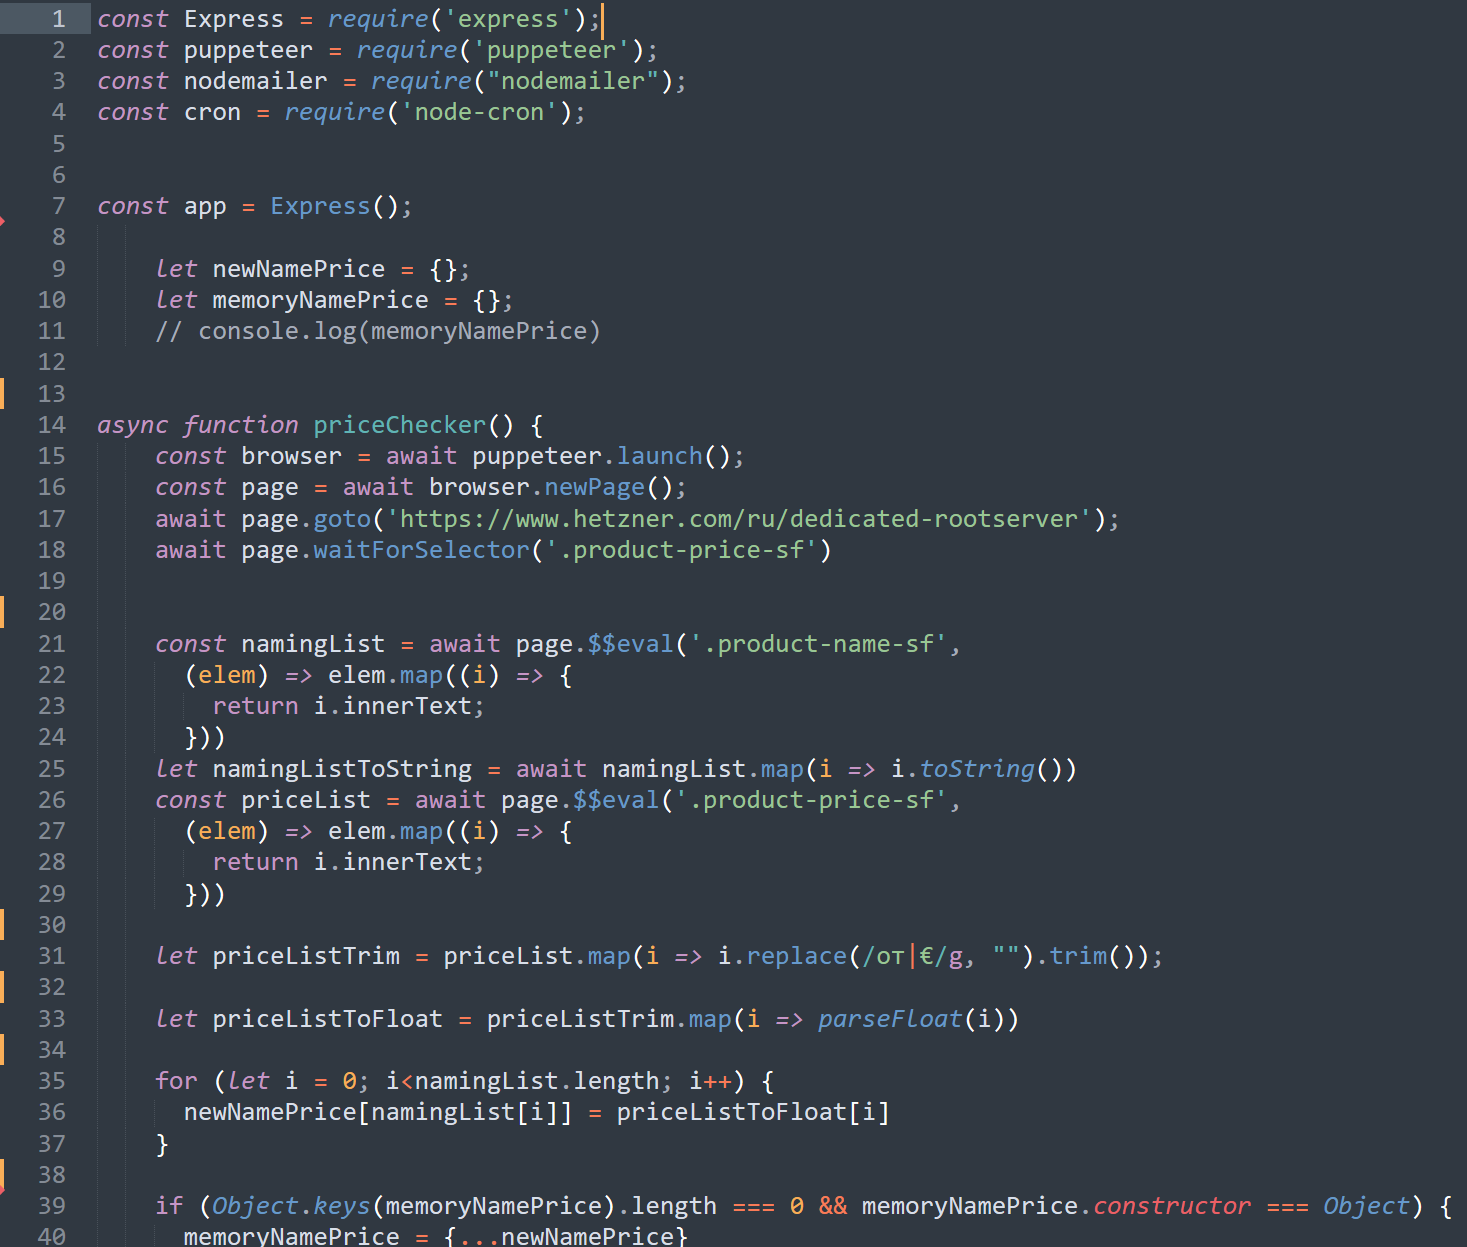 1 const Express = require('express');
2 const puppeteer = require('puppeteer');
3 const nodemailer = require("nodemailer");
4 const cron = require('node-cron');
5
6
7 const app = Express();
8
9 let newNamePrice = {};
10 let memoryNamePrice = {};
11 // console.log(memoryNamePrice)
12
13
14 async function priceChecker() {
15 const browser = await puppeteer.launch();
16 const page = await browser.newPage();
17 await page.goto('https://www.hetzner.com/ru/dedicated-rootserver');
18 await page.waitForSelector('.product-price-sf')
19
20
21 const namingList = await page.$$eval('.product-name-sf',
22 (elem) => elem.map((i) => {
23 return i.innerText;
24 }))
25 let namingListToString = await namingList.map(i => i.toString())
26 const priceList = await page.$$eval('.product-price-sf',
27 (elem) => elem.map((i) => {
28 return i.innerText;
29 }))
30
31 let priceListTrim = priceList.map(i => i.replace(/от|€/g, "").trim());
32
33 let priceListToFloat = priceListTrim.map(i => parseFloat(i))
34
35 for (let i = 0; i<namingList.length; i++) {
36 newNamePrice[namingList[i]] = priceListToFloat[i]
37 }
38
39 if (Object.keys(memoryNamePrice).length === 0 && memoryNamePrice.constructor === Object) {
40 memoryNamePrice = {...newNamePrice}